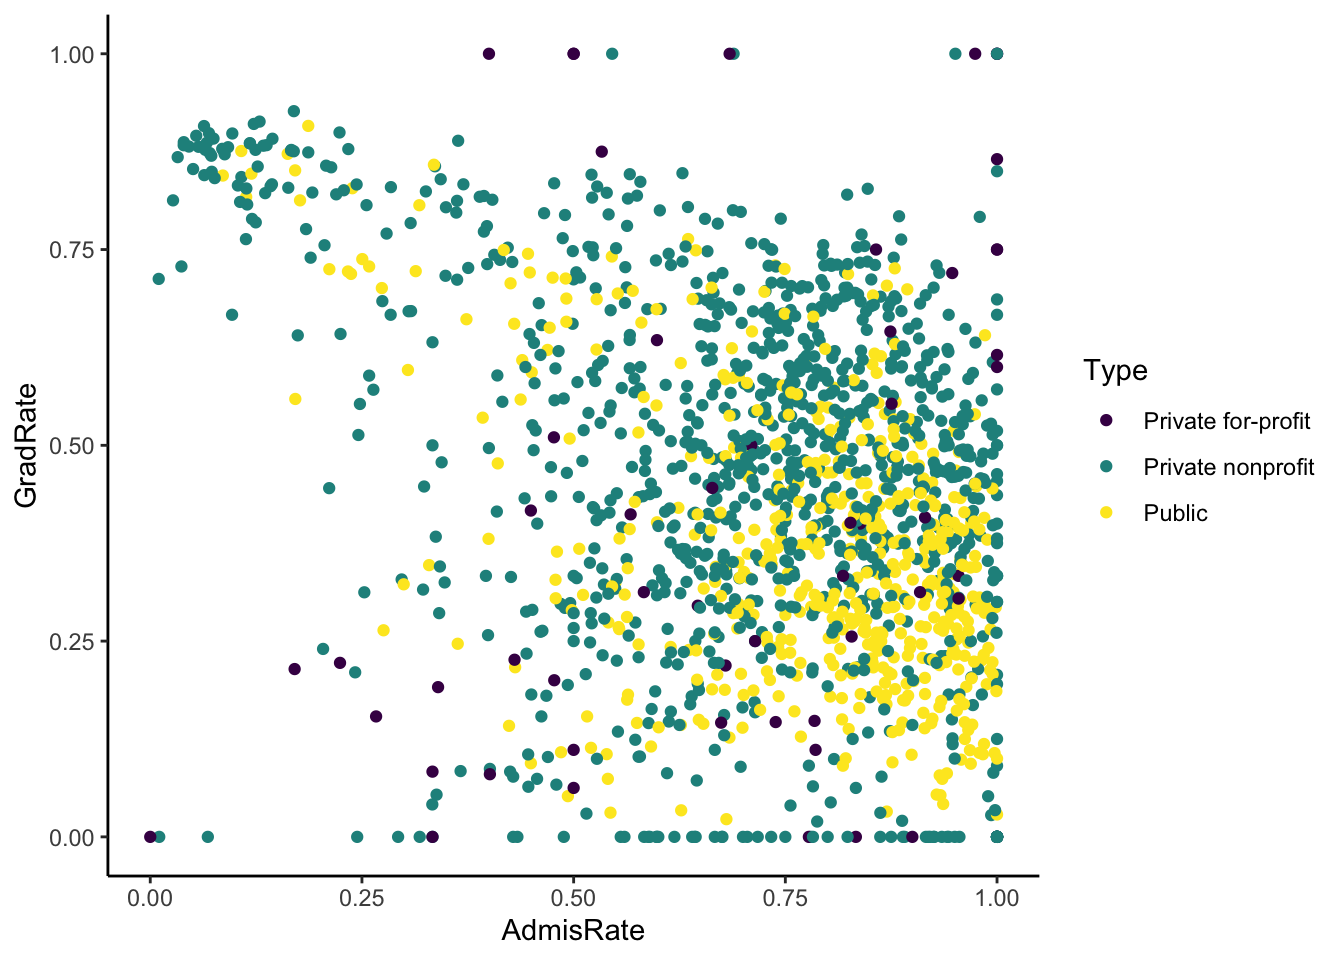 1.00
0.75
0.50
0.25
0.00
GradRate
0.00 0.25 0.50 0.75 1.00
AdmisRate
Type
Private for-profit
Private nonprofit
Public